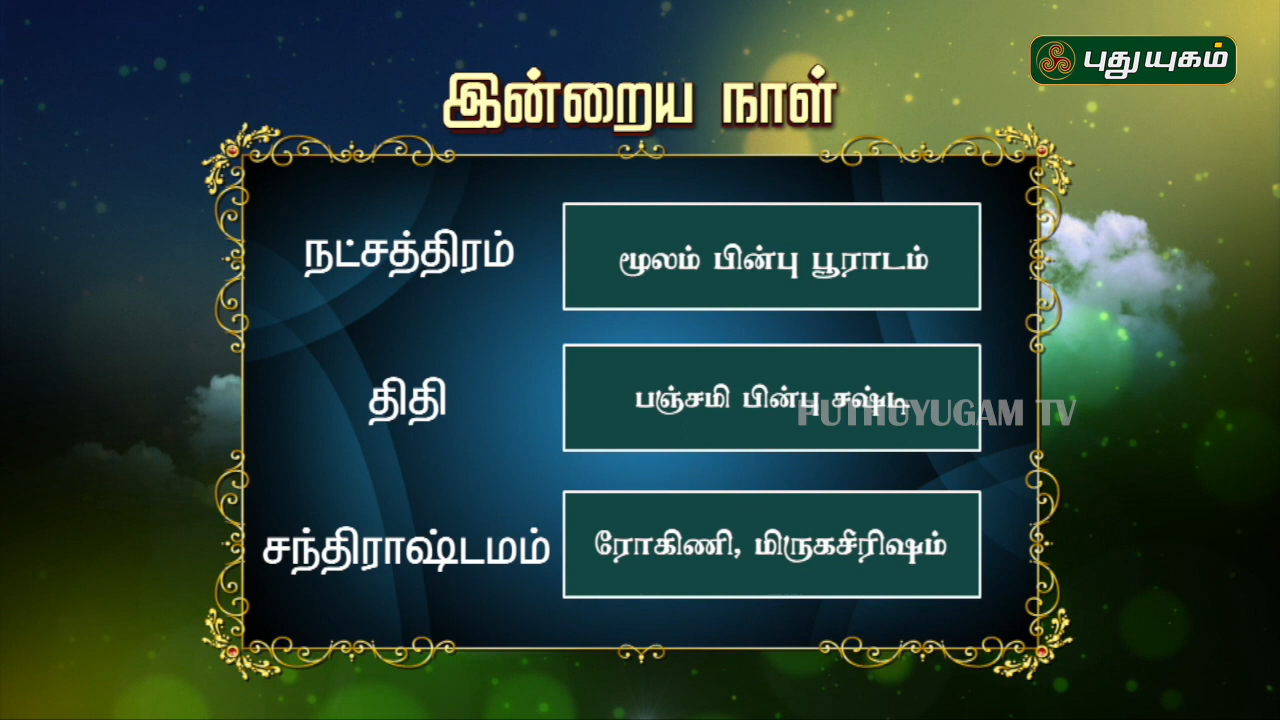 புதுயுகம்
இன்றைய நாள்
நட்சத்திரம் மூலம் பின்பு பூராடம்
திதி பஞ்சமி பின்பு சஷ்டி
PUTHUYUGAM TV
சந்திராஷ்டமம் ரோகிணி, மிருகசீரிஷம்